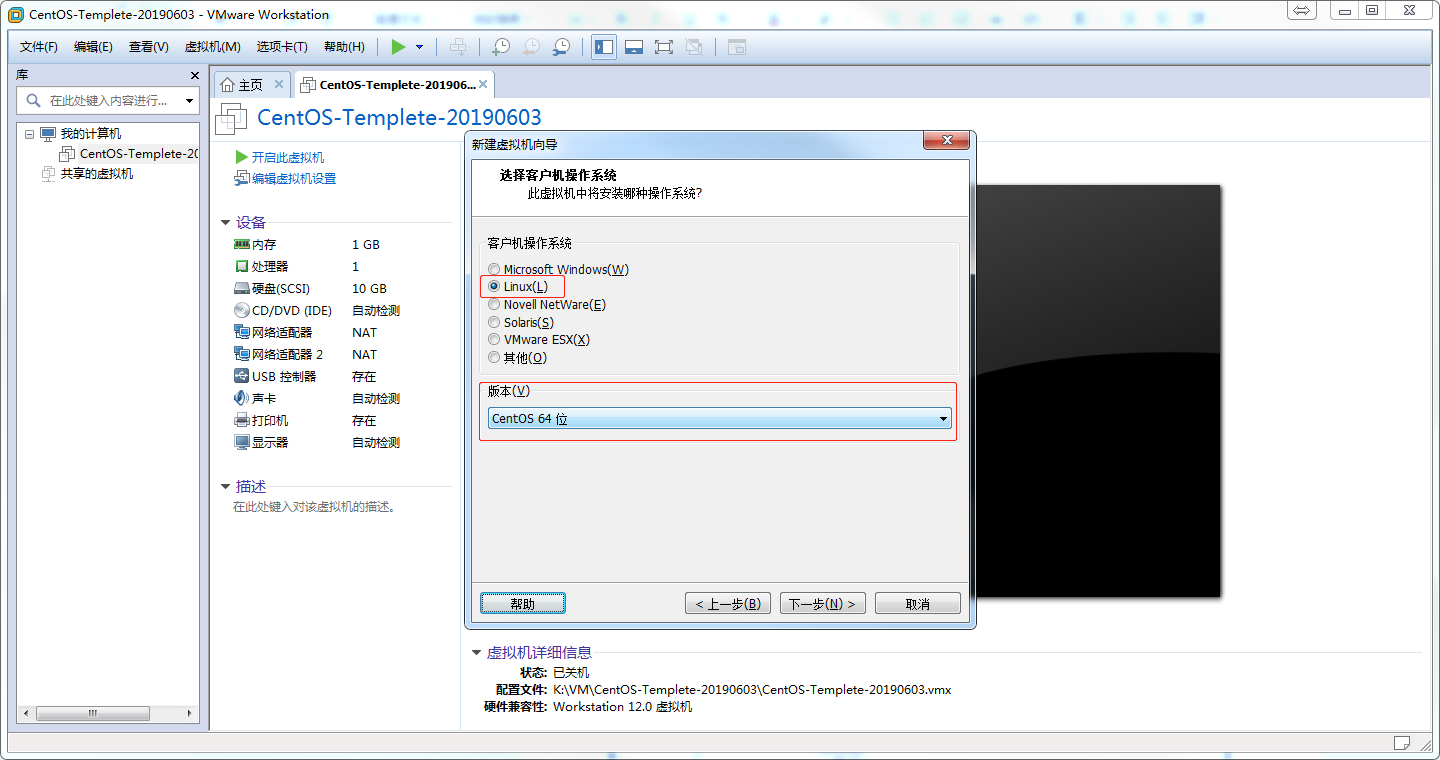 CentOS-Templete-20190603 - VMware Workstation
文件(F) 编辑(E) 查看(V) 虚拟机(M) 选项卡(T) 帮助(H)
库
在此处键入内容进行...
我的计算机
CentOS-Templete-20
共享的虚拟机
主页
CentOS-Templete-201906...
CentOS-Templete-20190603
开启此虚拟机
编辑虚拟机设置
设备
内存 1 GB
处理器 1
硬盘(SCSI) 10 GB
CD/DVD (IDE) 自动检测
网络适配器 NAT
网络适配器 2 NAT
USB 控制器 存在
声卡 自动检测
打印机 存在
显示器 自动检测
描述
在此处键入对该虚拟机的描述。
新建虚拟机向导
选择客户机操作系统
此虚拟机中将安装哪种操作系统?
客户机操作系统
Microsoft Windows(W)
Linux(L)
Novell NetWare(E)
Solaris(S)
VMware ESX(X)
其他(O)
版本(V)
CentOS 64 位
帮助
< 上一步(B)
下一步(N) >
取消
虚拟机详细信息
状态: 已关机
配置文件: K:\VM\CentOS-Templete-20190603\CentOS-Templete-20190603.vmx
硬件兼容性: Workstation 12.0 虚拟机